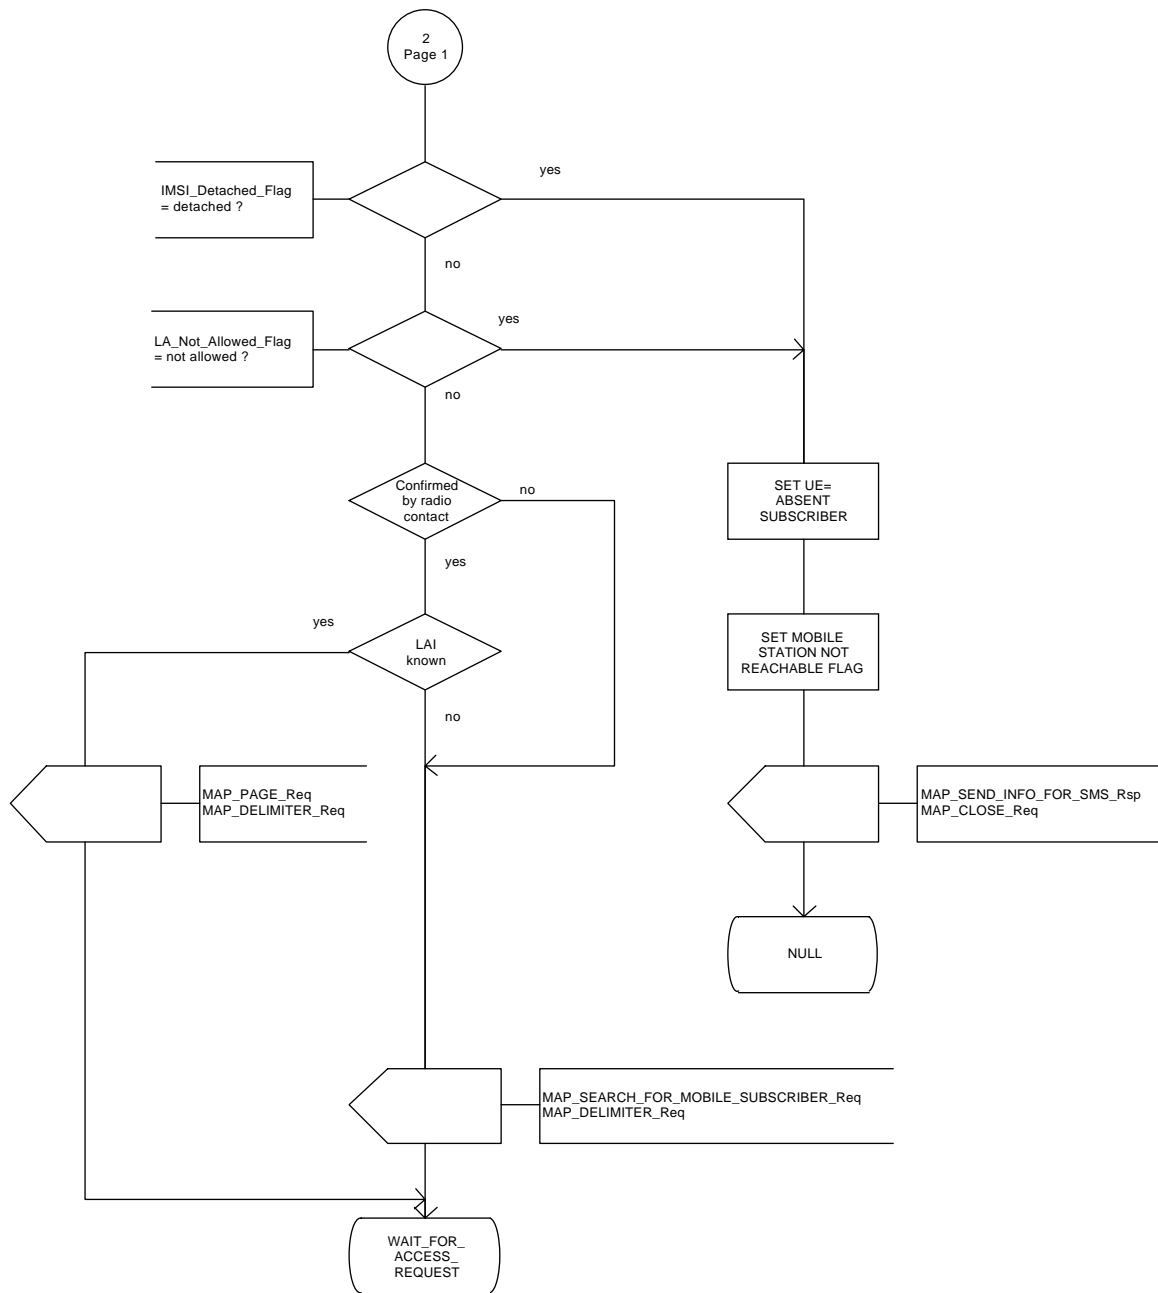 2
Page 1
yes
IMSI_Detached_Flag
= detached ?
no
yes
LA_Not_Allowed_Flag
= not allowed ?
no
Confirmed
by radio
contact
no
SET UE=
ABSENT
SUBSCRIBER
yes
yes
LAI
known
SET MOBILE
STATION NOT
REACHABLE FLAG
no
MAP_PAGE_Req
MAP_DELIMITER_Req
MAP_SEND_INFO_FOR_SMS_Rsp
MAP_CLOSE_Req
NULL
MAP_SEARCH_FOR_MOBILE_SUBSCRIBER_Req
MAP_DELIMITER_Req
WAIT_FOR_
ACCESS_
REQUEST